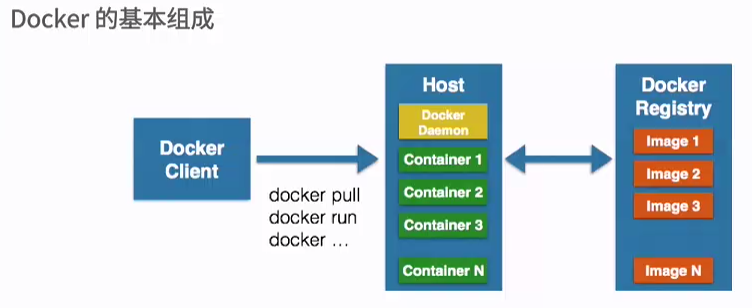 Docker 的基本组成
Docker
Client
docker pull
docker run
docker ...
Host
Docker
Daemon
Container 1
Container 2
Container 3
Container N
Docker
Registry
Image 1
Image 2
Image 3
Image N